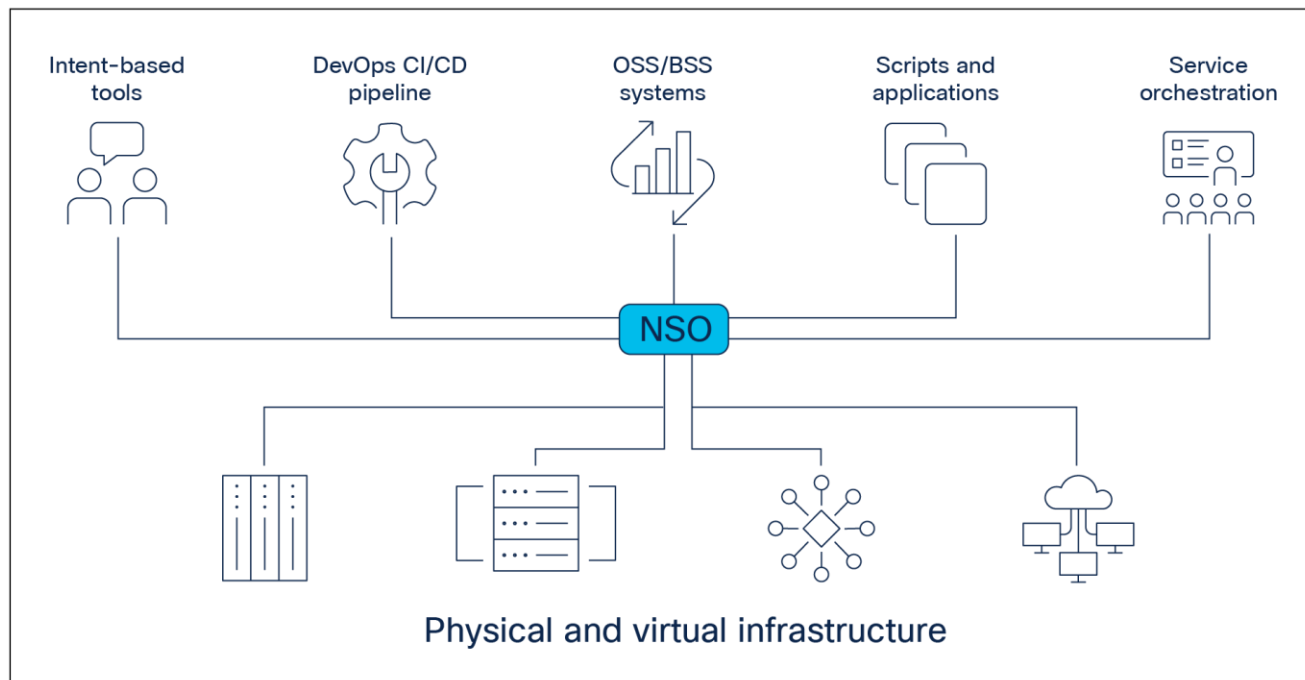 Intent-based
tools
DevOps CI/CD
pipeline
OSS/BSS
systems
Scripts and
applications
Service
orchestration
NSO
Physical and virtual infrastructure